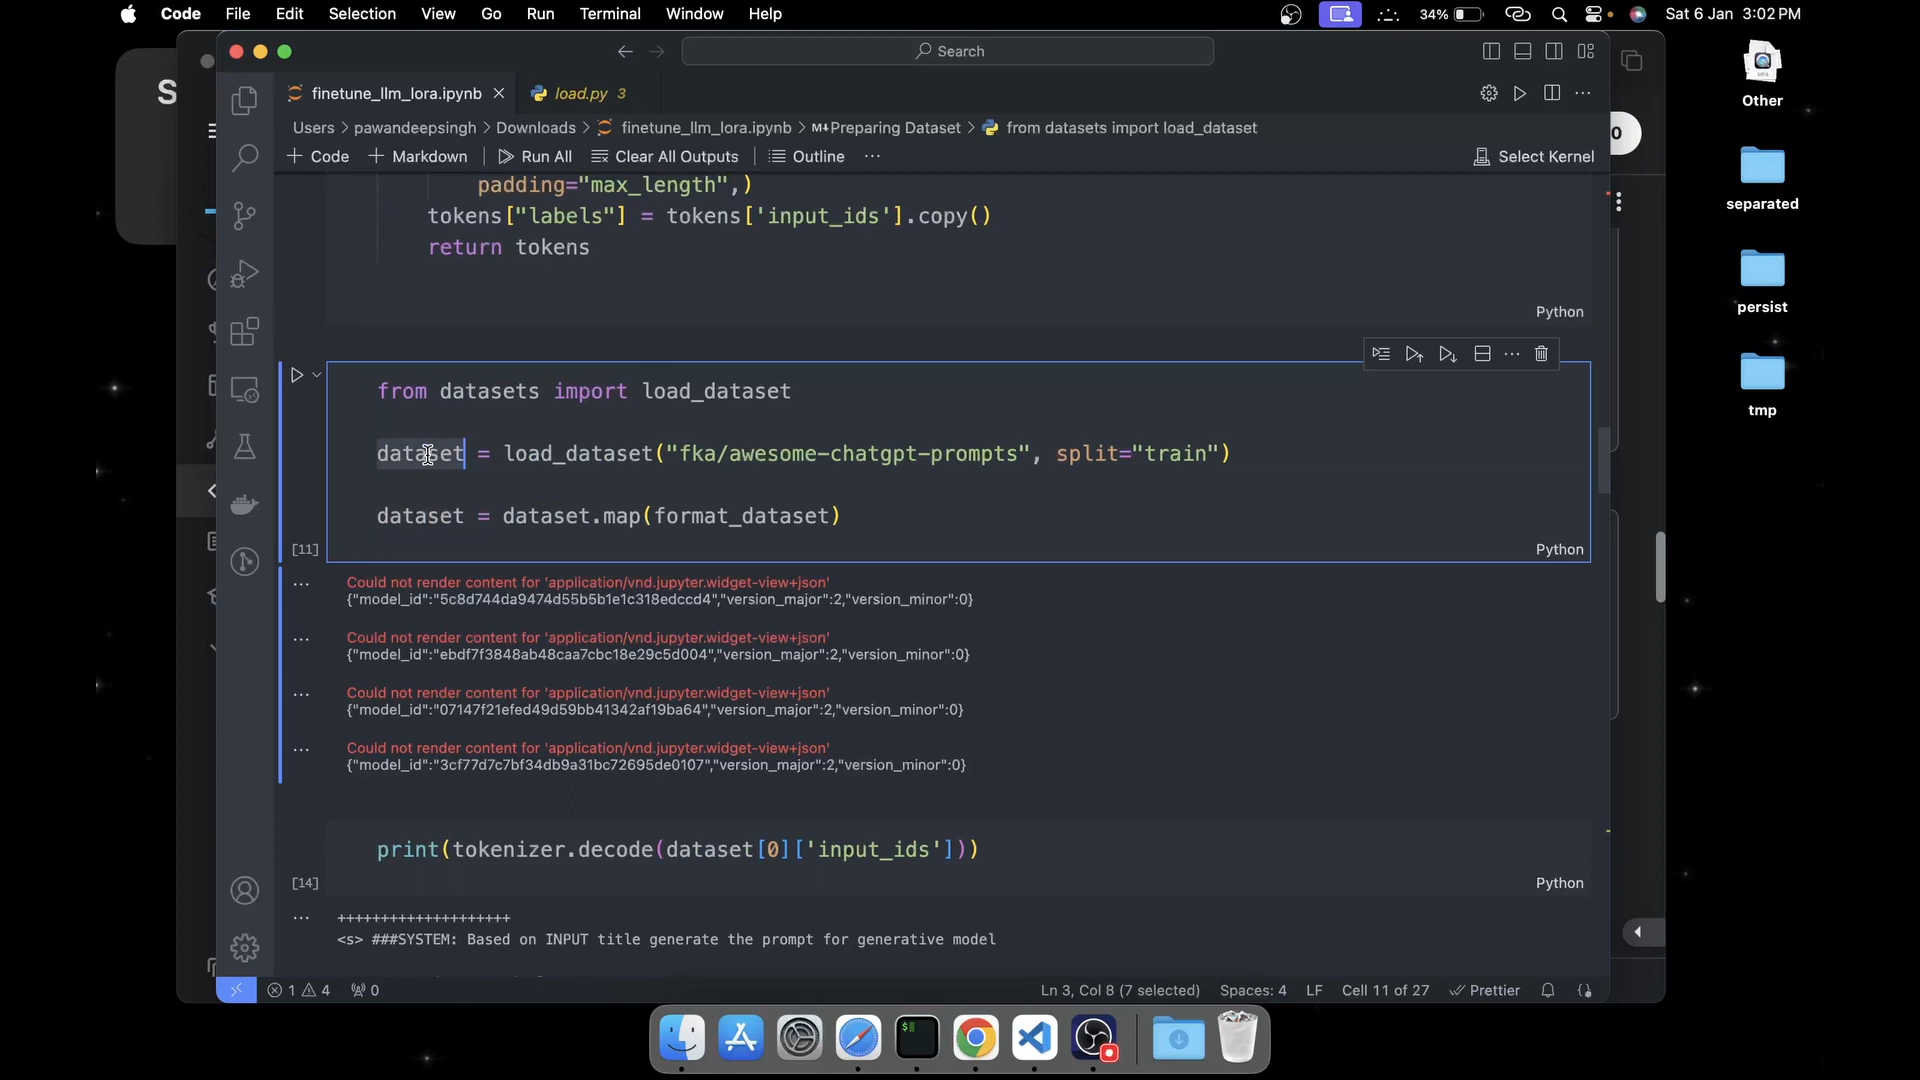 Code File Edit Selection View Go Run Terminal Window Help 34% Sat 6 Jan 3:02 PM
Search
S
finetune_llm_lora.ipynb load.py 3
0
Other
Users > pawandeepsingh > Downloads > finetune_llm_lora.ipynb > M↓Preparing Dataset > from datasets import load_dataset
+ Code + Markdown Run All Clear All Outputs Outline ... Select Kernel
padding="max_length",)
tokens["labels"] = tokens['input_ids'].copy()
return tokens
Python
separated
persist
tmp
from datasets import load_dataset
dataset = load_dataset("fka/awesome-chatgpt-prompts", split="train")
dataset = dataset.map(format_dataset)
[11] Python
... Could not render content for 'application/vnd.jupyter.widget-view+json'
{"model_id":"5c8d744da9474d55b5b1e1c318edccd4","version_major":2,"version_minor":0}
... Could not render content for 'application/vnd.jupyter.widget-view+json'
{"model_id":"ebdf7f3848ab48caa7cbc18e29c5d004","version_major":2,"version_minor":0}
... Could not render content for 'application/vnd.jupyter.widget-view+json'
{"model_id":"07147f21efed49d59bb41342af19ba64","version_major":2,"version_minor":0}
... Could not render content for 'application/vnd.jupyter.widget-view+json'
{"model_id":"3cf77d7c7bf34db9a31bc72695de0107","version_major":2,"version_minor":0}
print(tokenizer.decode(dataset[0]['input_ids']))
[14] Python
... ++++++++++++++++++++
<s> ###SYSTEM: Based on INPUT title generate the prompt for generative model
1 4 0 Ln 3, Col 8 (7 selected) Spaces: 4 LF Cell 11 of 27 Prettier